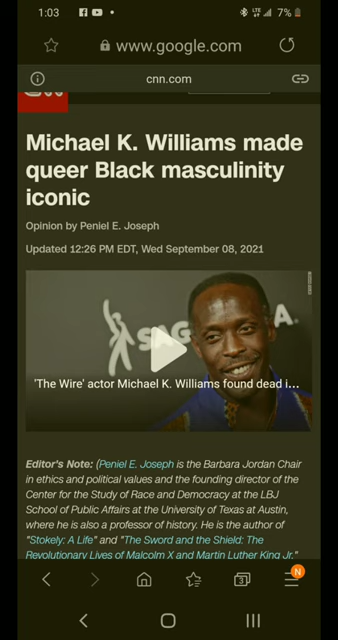 1:03
LTE
7%
www.google.com
cnn.com
Michael K. Williams made
queer Black masculinity
iconic
Opinion by Peniel E. Joseph
Updated 12:26 PM EDT, Wed September 08, 2021
SAG
A.
'The Wire' actor Michael K. Williams found dead i...
Editor's Note: (Peniel E. Joseph is the Barbara Jordan Chair
in ethics and political values and the founding director of the
Center for the Study of Race and Democracy at the LBJ
School of Public Affairs at the University of Texas at Austin,
where he is also a professor of history. He is the author of
"Stokely: A Life" and "The Sword and the Shield: The
Revolutionary Lives of Malcolm X and Martin Luther King Jr."
3
N